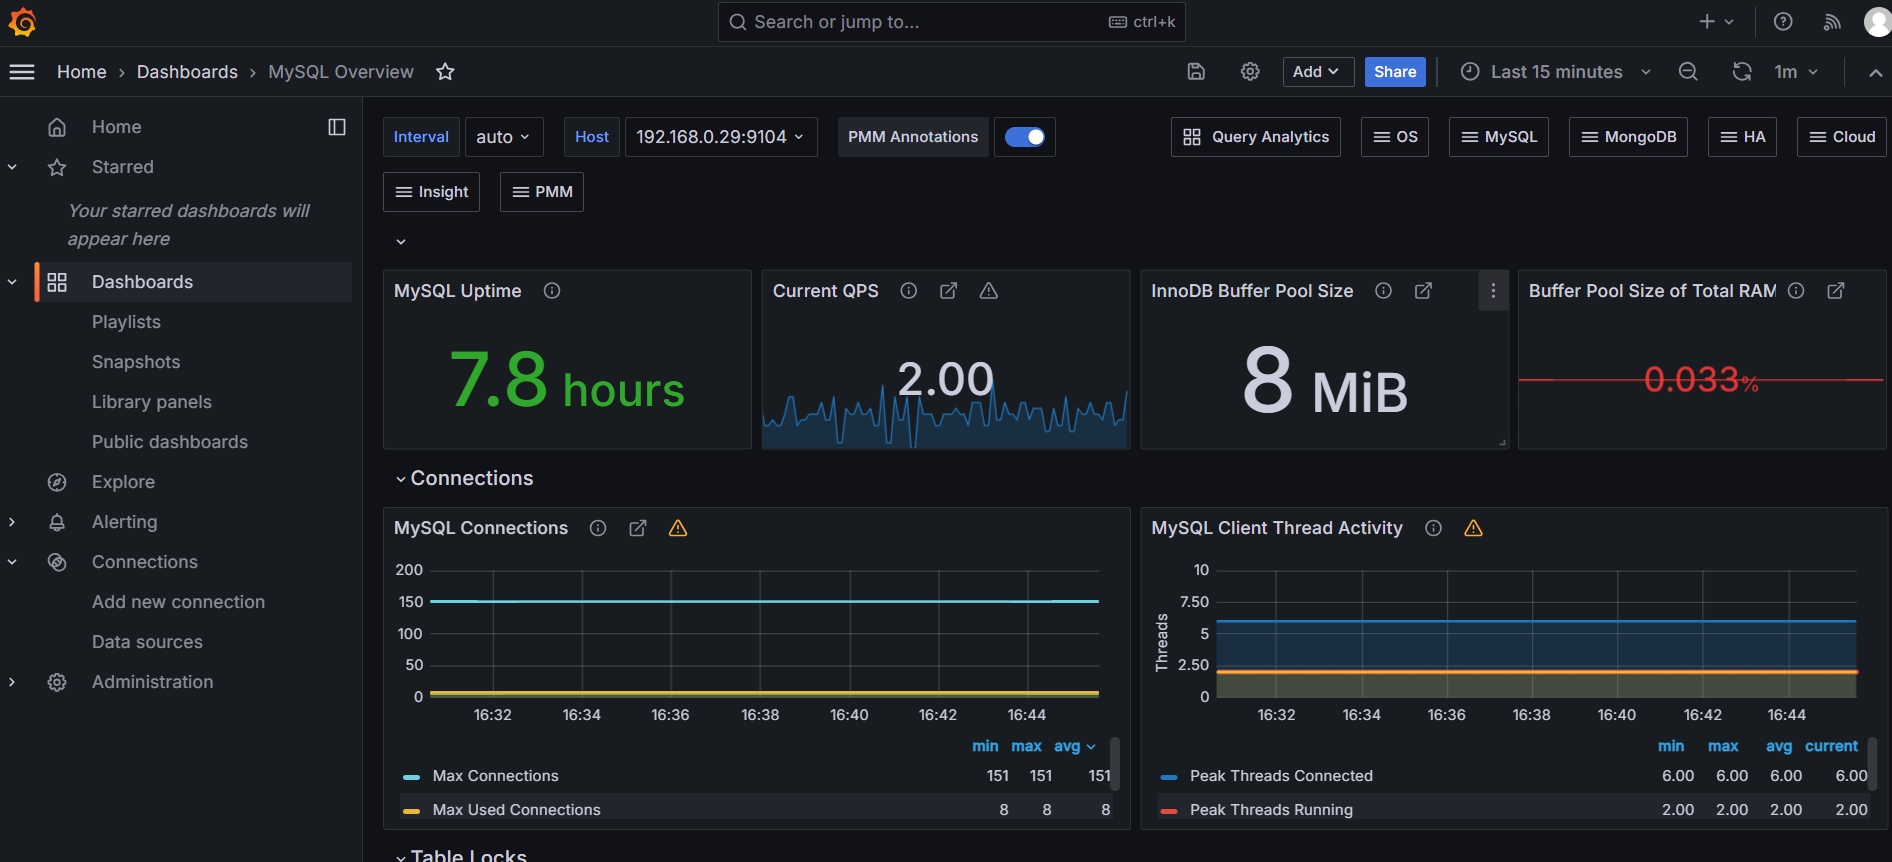 Search or jump to... ctrl+k
Home › Dashboards › MySQL Overview
Add
Share
Last 15 minutes
1m
Home
Starred
Your starred dashboards will
appear here
Dashboards
Playlists
Snapshots
Library panels
Public dashboards
Explore
Alerting
Connections
Add new connection
Data sources
Administration
Interval auto Host 192.168.0.29:9104 PMM Annotations
Query Analytics OS MySQL MongoDB HA Cloud
Insight PMM
MySQL Uptime
7.8 hours
Current QPS
2.00
InnoDB Buffer Pool Size
8 MiB
Buffer Pool Size of Total RAM
0.033%
Connections
MySQL Connections
200
150
100
50
0
16:32 16:34 16:36 16:38 16:40 16:42 16:44
min max avg
Max Connections 151 151 151
Max Used Connections 8 8 8
MySQL Client Thread Activity
Threads
10
7.50
5
2.50
0
16:32 16:34 16:36 16:38 16:40 16:42 16:44
min max avg current
Peak Threads Connected 6.00 6.00 6.00 6.00
Peak Threads Running 2.00 2.00 2.00 2.00
Table Locks